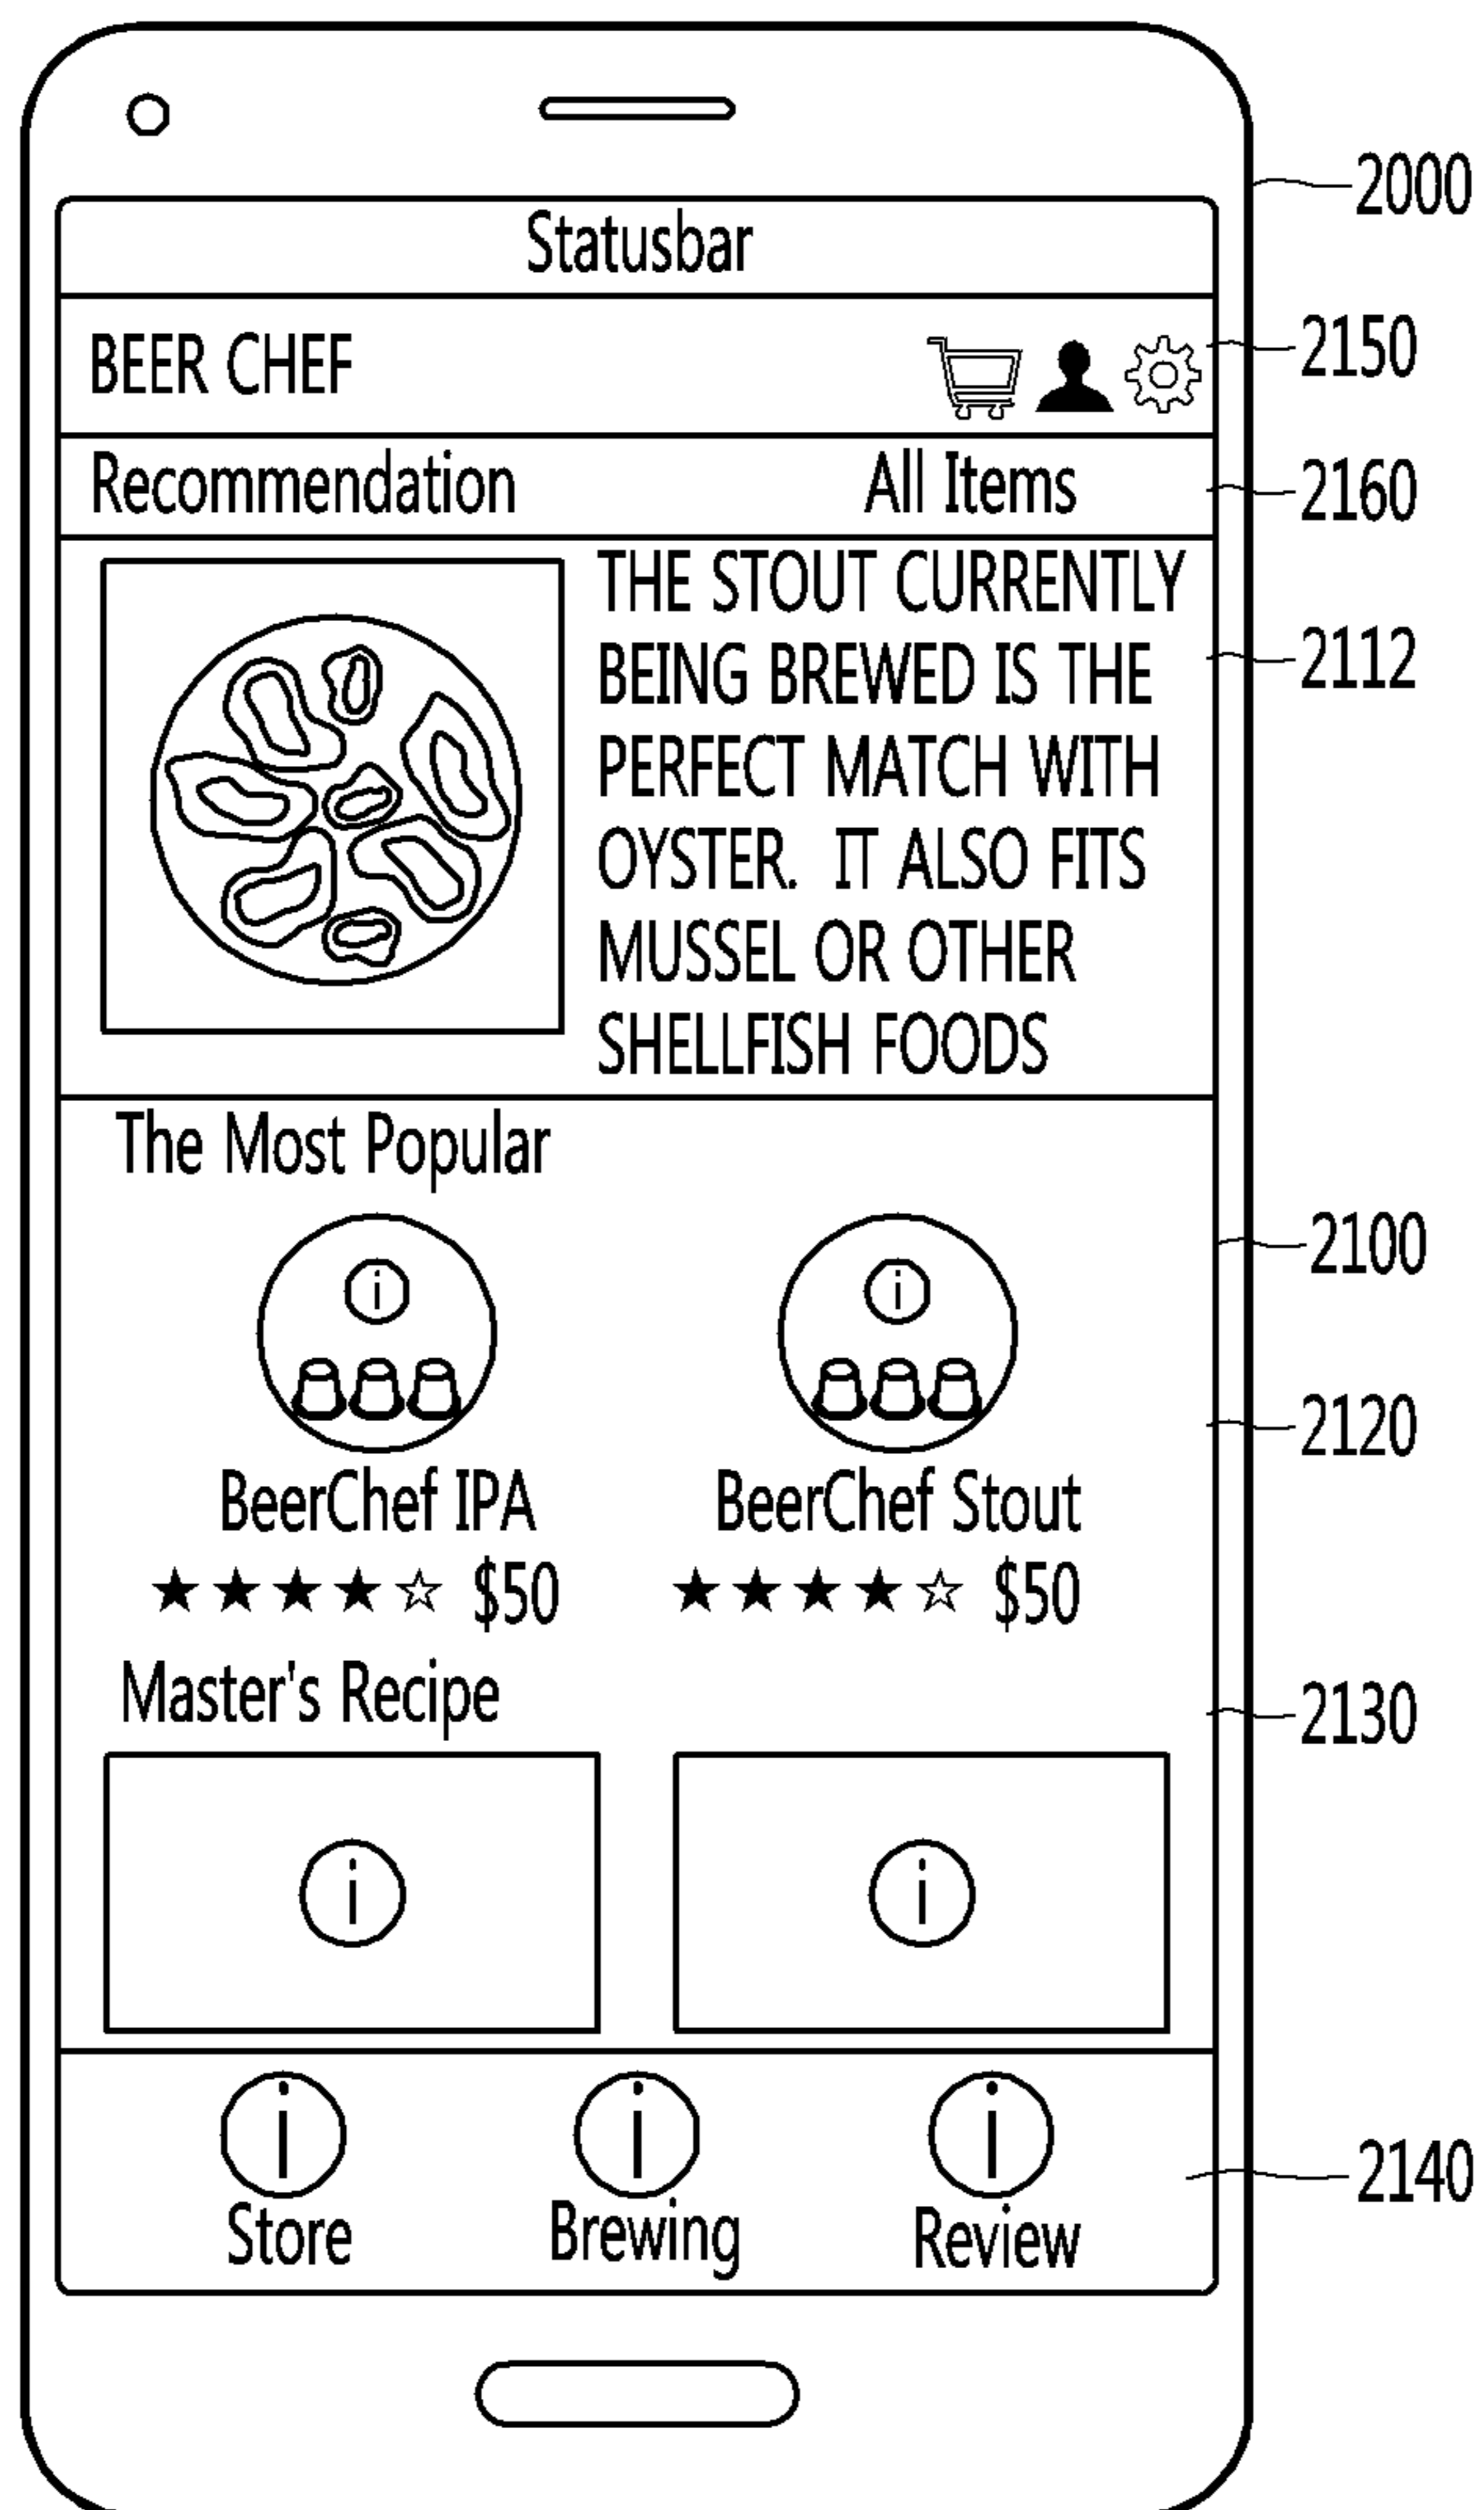 2000
Statusbar
BEER CHEF
2150
Recommendation All Items
2160
THE STOUT CURRENTLY
BEING BREWED IS THE
2112
PERFECT MATCH WITH
OYSTER. IT ALSO FITS
MUSSEL OR OTHER
SHELLFISH FOODS
The Most Popular
2100
i i
2120
BeerChef IPA BeerChef Stout
★★★★☆ $50 ★★★★☆ $50
Master's Recipe
2130
i i
i i i
2140
Store Brewing Review